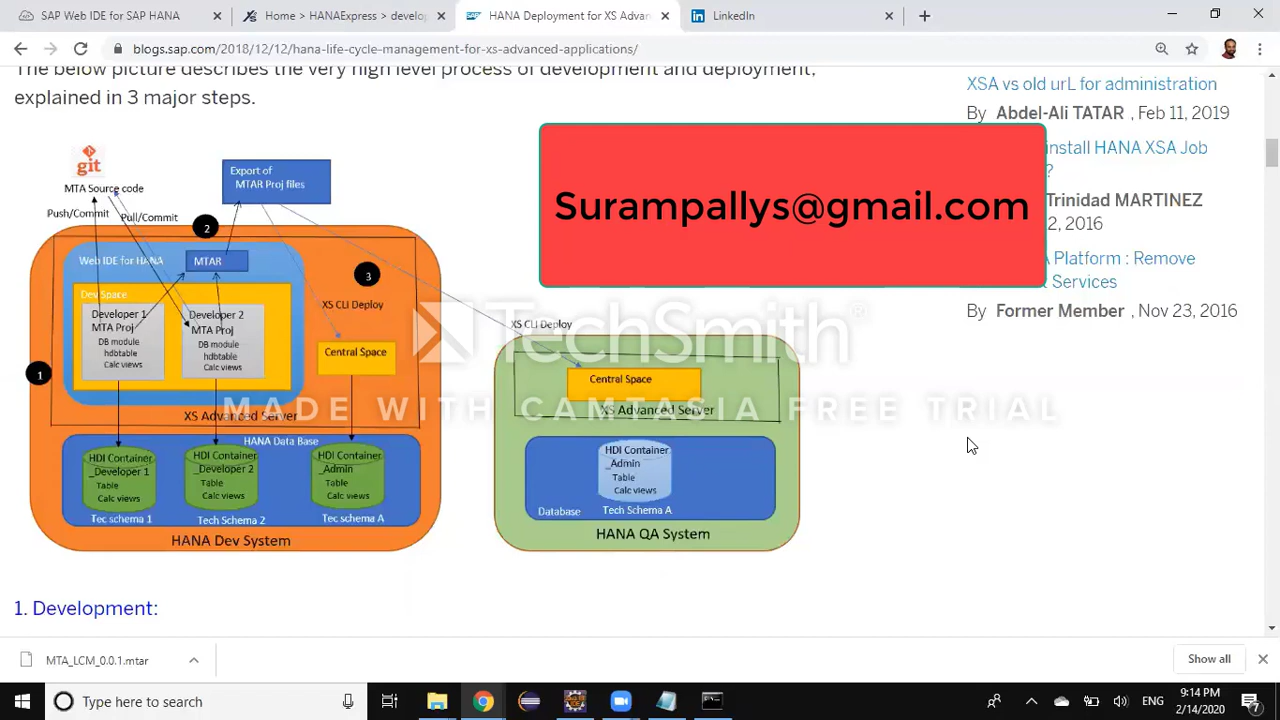 SAP Web IDE for SAP HANA
Home > HANAExpress > develop
HANA Deployment for XS Advan
LinkedIn
blogs.sap.com/2018/12/12/hana-life-cycle-management-for-xs-advanced-applications/
The below picture describes the very high level process of development and deployment,
explained in 3 major steps.
XSA vs old urL for administration
By Abdel-Ali TATAR , Feb 11, 2019
install HANA XSA Job
?
Trinidad MARTINEZ
2, 2016
Platform : Remove
Services
By Former Member , Nov 23, 2016
Surampallys@gmail.com
git
MTA Source code
Push/Commit
Pull/Commit
Export of
MTAR Proj files
2
Web IDE for HANA
MTAR
3
Dev Space
XS CLI Deploy
Developer 1
MTA Proj
DB module
hdbtable
Calc views
Developer 2
MTA Proj
DB module
hdbtable
Calc views
Central Space
1
XS Advanced Server
HANA Data Base
HDI Container
_Developer 1
Table
Calc views
Tec schema 1
HDI Container
_Developer 2
Table
Calc views
Tech Schema 2
HDI Container
_Admin
Table
Calc views
Tec schema A
HANA Dev System
XS CLI Deploy
Central Space
XS Advanced Server
HDI Container
_Admin
Table
Calc views
Tech Schema A
Database
HANA QA System
TechSmith
MADE WITH CAMTASIA FREE TRIAL
1. Development:
MTA_LCM_0.0.1.mtar
Show all
Type here to search
ENG
9:14 PM
2/14/2020
7